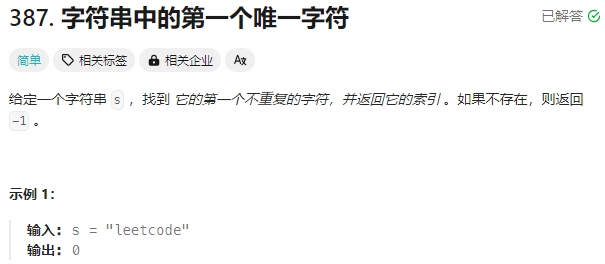 387. 字符串中的第一个唯一字符
已解答
简单 相关标签 相关企业 Aあ
给定一个字符串 s ，找到 它的第一个不重复的字符，并返回它的索引 。如果不存在，则返回
-1 。
示例 1：
输入: s = "leetcode"
输出: 0